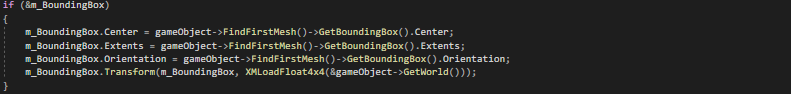 if (&m_BoundingBox)
{
m_BoundingBox.Center = gameObject->FindFirstMesh()->GetBoundingBox().Center;
m_BoundingBox.Extents = gameObject->FindFirstMesh()->GetBoundingBox().Extents;
m_BoundingBox.Orientation = gameObject->FindFirstMesh()->GetBoundingBox().Orientation;
m_BoundingBox.Transform(m_BoundingBox, XMLoadFloat4x4(&gameObject->GetWorld()));
}